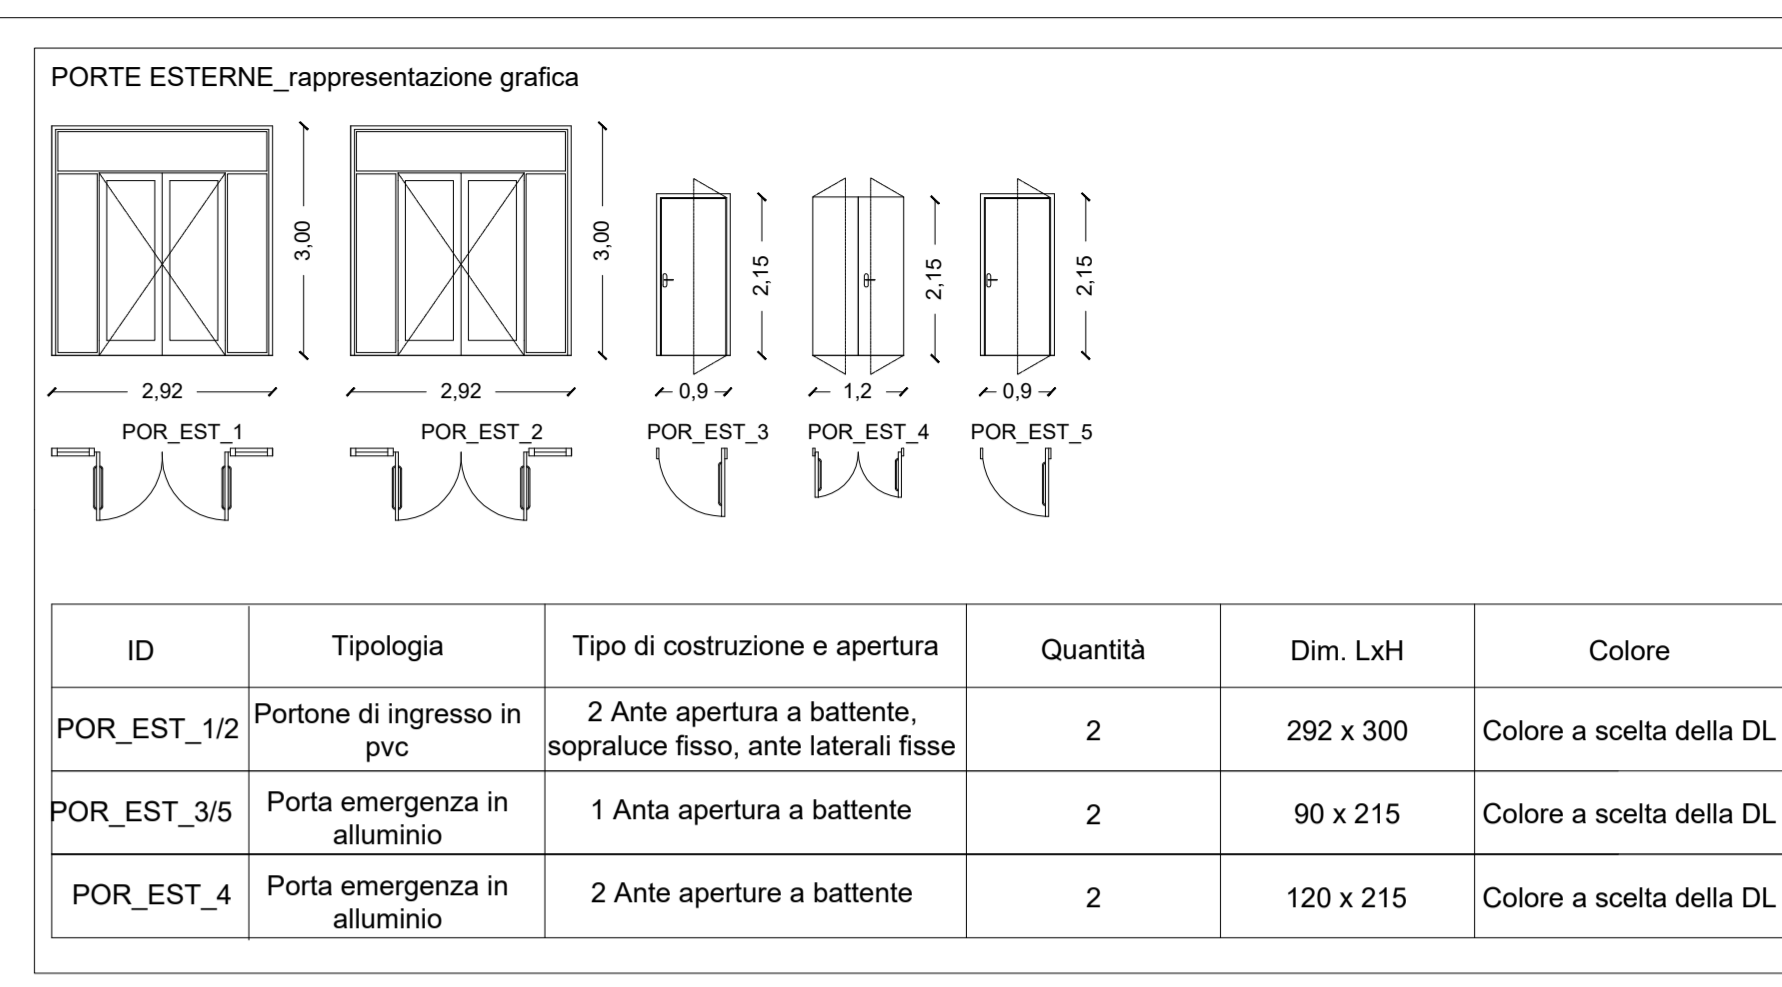 PORTE ESTERNE_rappresentazione grafica
3,00
3,00
2,15
2,15
2,15
2,92
2,92
0,9
1,2
0,9
POR_EST_1
POR_EST_2
POR_EST_3
POR_EST_4
POR_EST_5
ID
Tipologia
Tipo di costruzione e apertura
Quantità
Dim. LxH
Colore
POR_EST_1/2
Portone di ingresso in
pvc
2 Ante apertura a battente,
sopraluce fisso, ante laterali fisse
2
292 x 300
Colore a scelta della DL
POR_EST_3/5
Porta emergenza in
alluminio
1 Anta apertura a battente
2
90 x 215
Colore a scelta della DL
POR_EST_4
Porta emergenza in
alluminio
2 Ante aperture a battente
2
120 x 215
Colore a scelta della DL